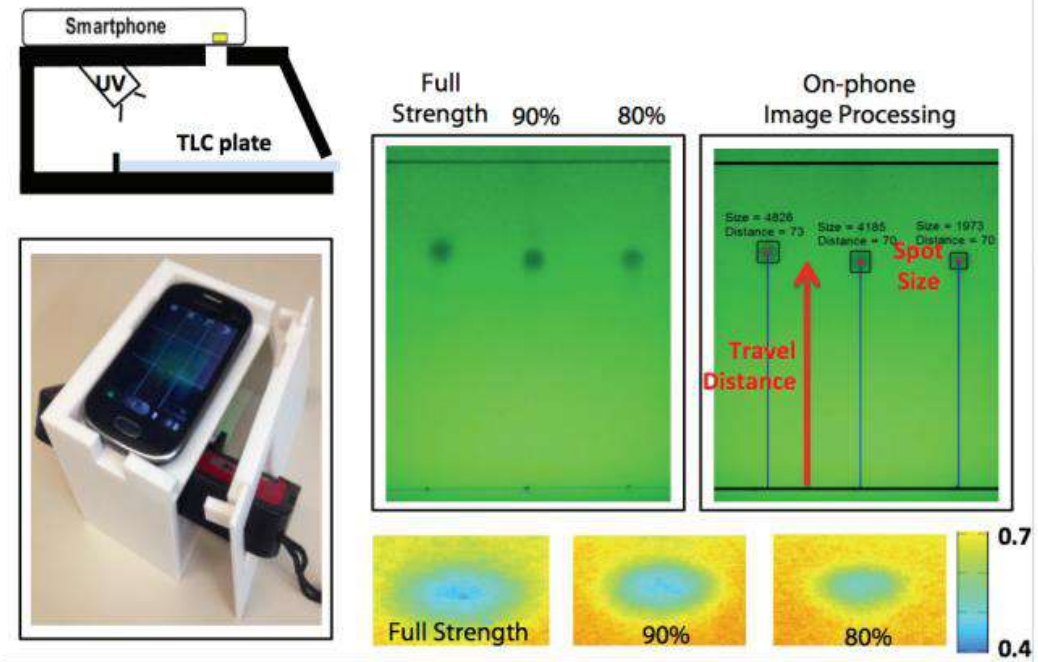 Smartphone
UV
TLC plate
Full
Strength
90%
80%
On-phone
Image Processing
Size = 4826
Distance = 73
Size = 4185
Distance = 70
Size = 1973
Distance = 70
Spot
Size
Travel
Distance
Full Strength
90%
80%
0.7
0.4